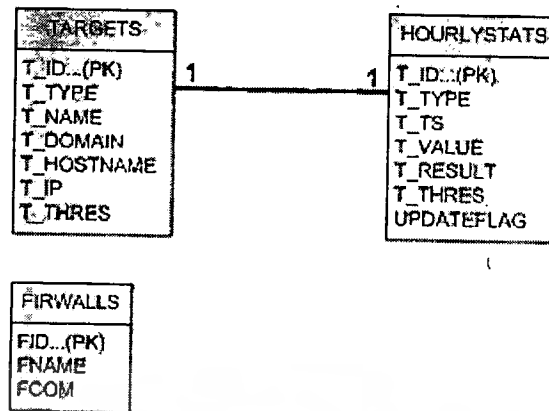 TARGETS
T_ID...(PK)
T_TYPE
T_NAME
T_DOMAIN
T_HOSTNAME
T_IP
T_THRES
1
1
HOURLYSTATS
T_ID...(PK)
T_TYPE
T_TS
T_VALUE
T_RESULT
T_THRES
UPDATEFLAG
FIRWALLS
FID...(PK)
FNAME
FCOM